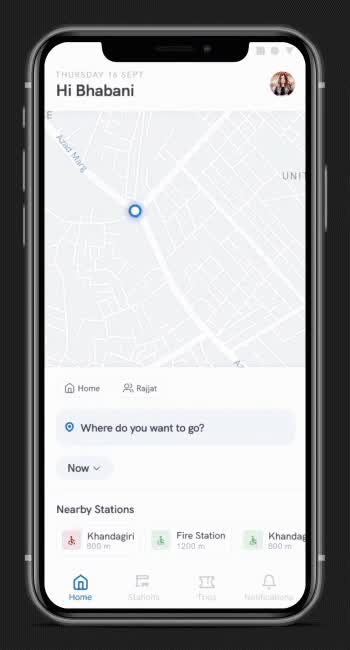 THURSDAY 16 SEPT
Hi Bhabani
E
Azad Marg
UNIT
Home
Rajjat
Where do you want to go?
Now
Nearby Stations
Khandagiri
800 m
Fire Station
1200 m
Khandag
800 m
Home
Stations
Trips
Notifications